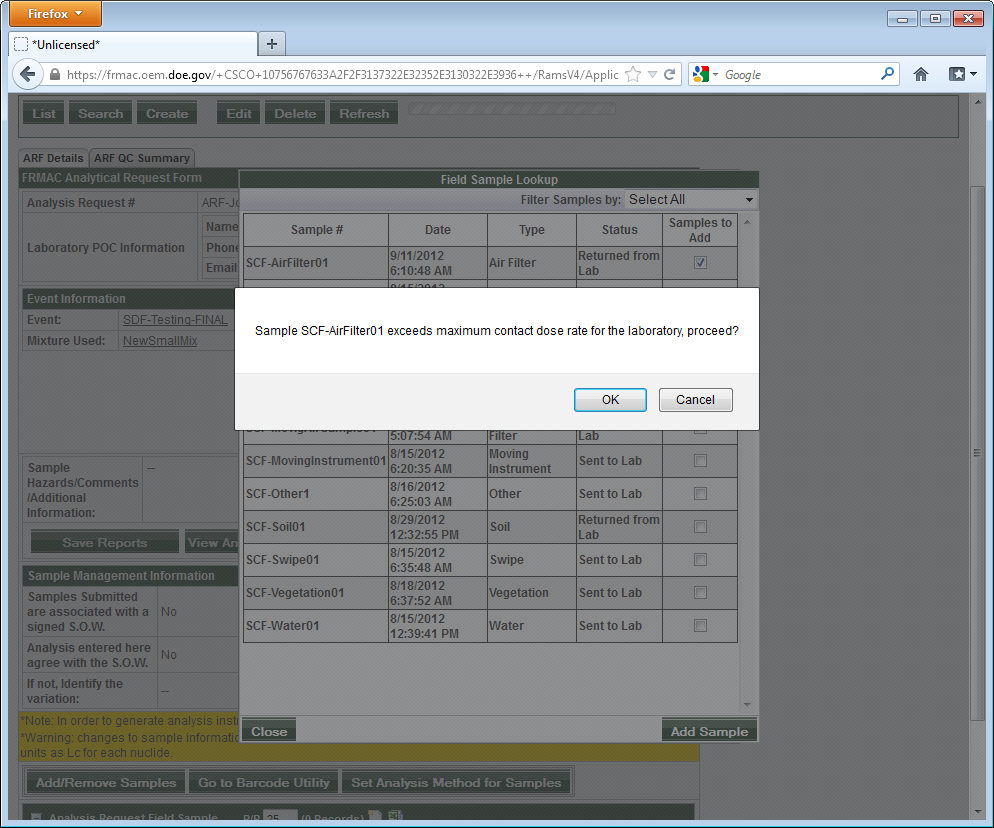 Firefox
*Unlicensed*
https://frmac.oem.doe.gov/+CSCO+10756767633A2F2F3137322E32352E3130322E3936++/RamsV4/Applic
Google
List Search Create Edit Delete Refresh
ARF Details ARF QC Summary
FRMAC Analytical Request Form
Analysis Request #
Laboratory POC Information
Name
Phone
Email
Event Information
Event: SDF-Testing-FINAL
Mixture Used: NewSmallMix
Sample
Hazards/Comments
/Additional
Information:
--
Save Reports View An
Sample Management Information
Samples Submitted
are associated with a
signed S.O.W.
No
Analysis entered here
agree with the S.O.W.
No
If not, Identify the
variation:
--
*Note: In order to generate analysis instr
*Warning: changes to sample informatio
units as Lc for each nuclide.
Add/Remove Samples Go to Barcode Utility Set Analysis Method for Samples
Analysis Request Field Sample R/P 25 (0 Records)
Field Sample Lookup
Filter Samples by: Select All
Sample # Date Type Status Samples to
Add
SCF-AirFilter01 9/11/2012
6:10:48 AM Air Filter Returned from
Lab
Sample SCF-AirFilter01 exceeds maximum contact dose rate for the laboratory, proceed?
OK Cancel
5:07:54 AM Filter Lab
SCF-MovingInstrument01 8/15/2012
6:20:35 AM Moving
Instrument Sent to Lab
SCF-Other1 8/16/2012
6:25:03 AM Other Sent to Lab
SCF-Soil01 8/29/2012
12:32:55 PM Soil Returned from
Lab
SCF-Swipe01 8/15/2012
6:35:48 AM Swipe Sent to Lab
SCF-Vegetation01 8/18/2012
6:37:52 AM Vegetation Sent to Lab
SCF-Water01 8/15/2012
12:39:41 PM Water Sent to Lab
Close Add Sample